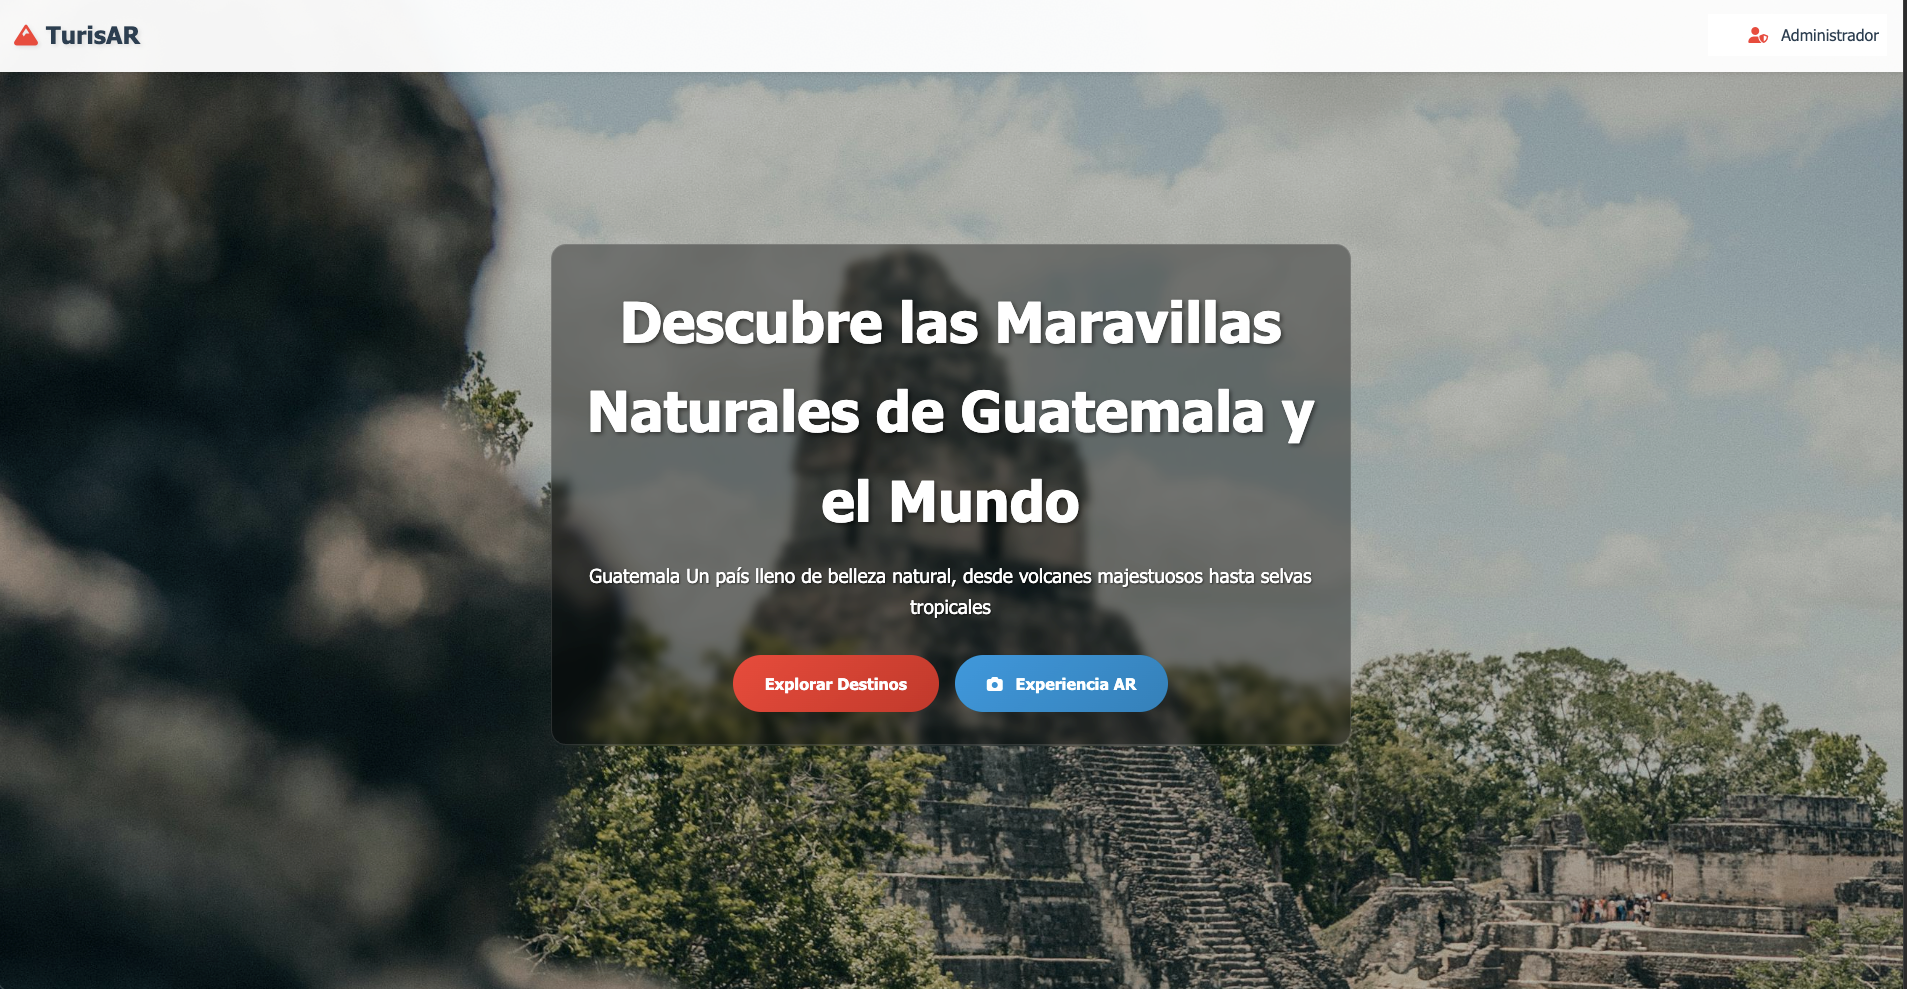 TurisAR
Administrador
Descubre las Maravillas
Naturales de Guatemala y
el Mundo
Guatemala Un país lleno de belleza natural, desde volcanes majestuosos hasta selvas
tropicales
Explorar Destinos
Experiencia AR